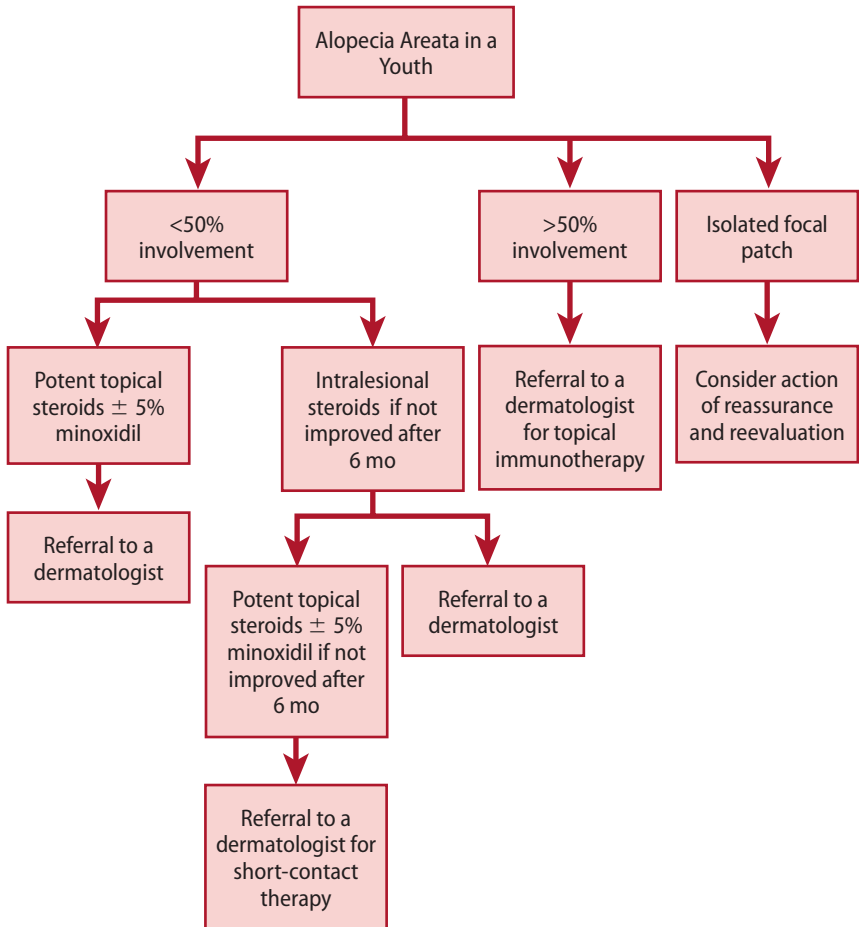 Alopecia Areata in a
Youth
<50%
involvement
>50%
involvement
Isolated focal
patch
Potent topical
steroids ± 5%
minoxidil
Intralesional
steroids if not
improved after
6 mo
Referral to a
dermatologist
for topical
immunotherapy
Consider action
of reassurance
and reevaluation
Referral to a
dermatologist
Potent topical
steroids ± 5%
minoxidil if not
improved after
6 mo
Referral to a
dermatologist
Referral to a
dermatologist for
short-contact
therapy